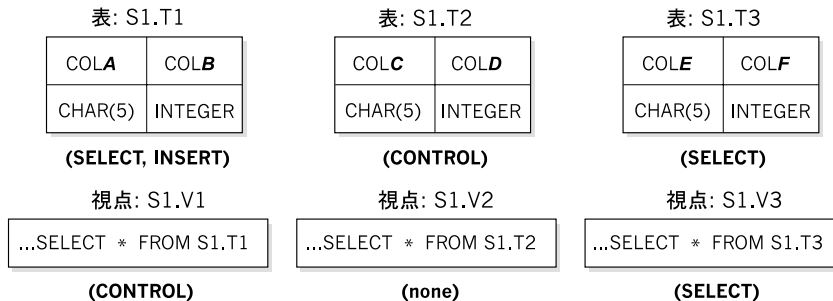 表: S1.T1
表: S1.T2
表: S1.T3
COLA COLB
COLC COLD
COLE COLF
CHAR(5) INTEGER
CHAR(5) INTEGER
CHAR(5) INTEGER
(SELECT, INSERT)
(CONTROL)
(SELECT)
視点: S1.V1
視点: S1.V2
視点: S1.V3
...SELECT * FROM S1.T1
...SELECT * FROM S1.T2
...SELECT * FROM S1.T3
(CONTROL)
(none)
(SELECT)